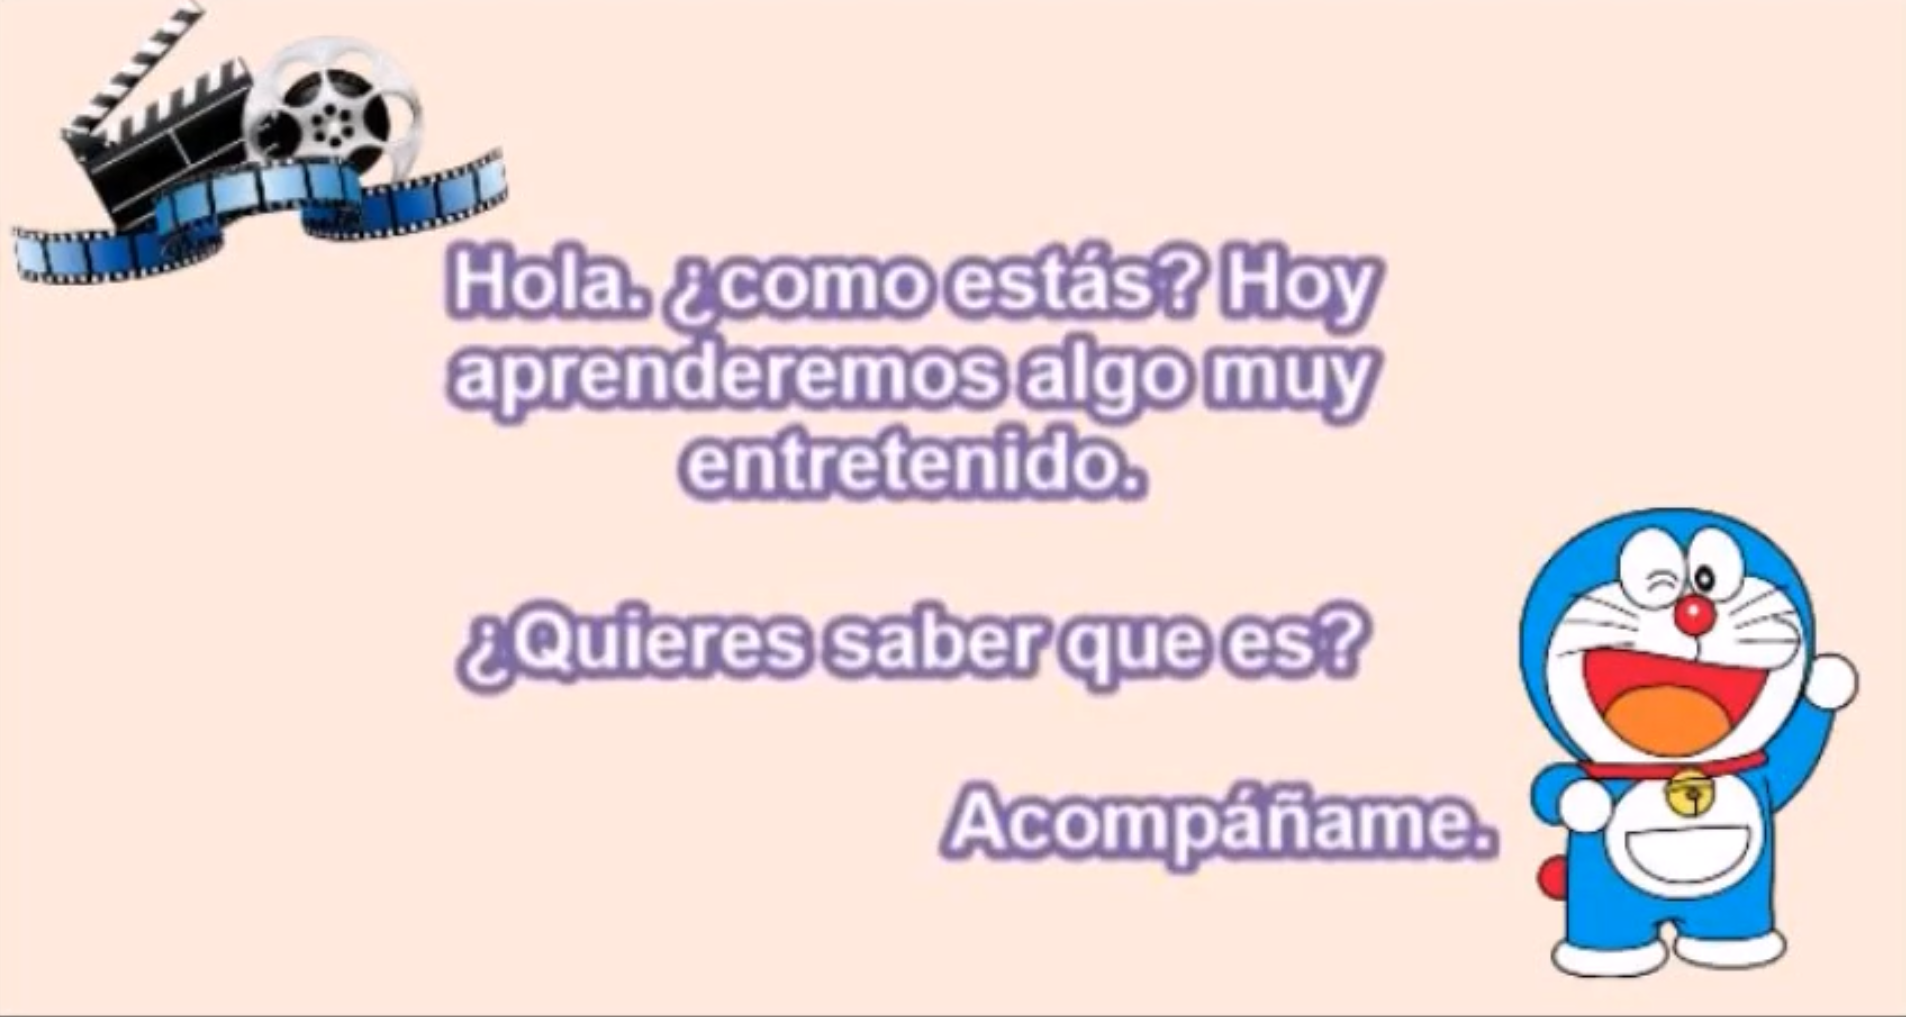 Hola. ¿como estás? Hoy
aprenderemos algo muy
entretenido.
¿Quieres saber que es?
Acompáñame.